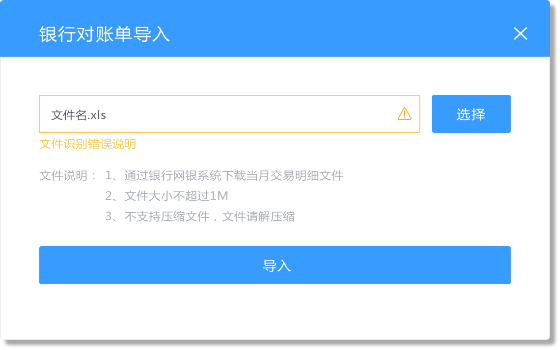 银行对账单导入
文件名.xls
选择
文件识别错误说明
文件说明： 1、通过银行网银系统下载当月交易明细文件
2、文件大小不超过1M
3、不支持压缩文件，文件请解压缩
导入